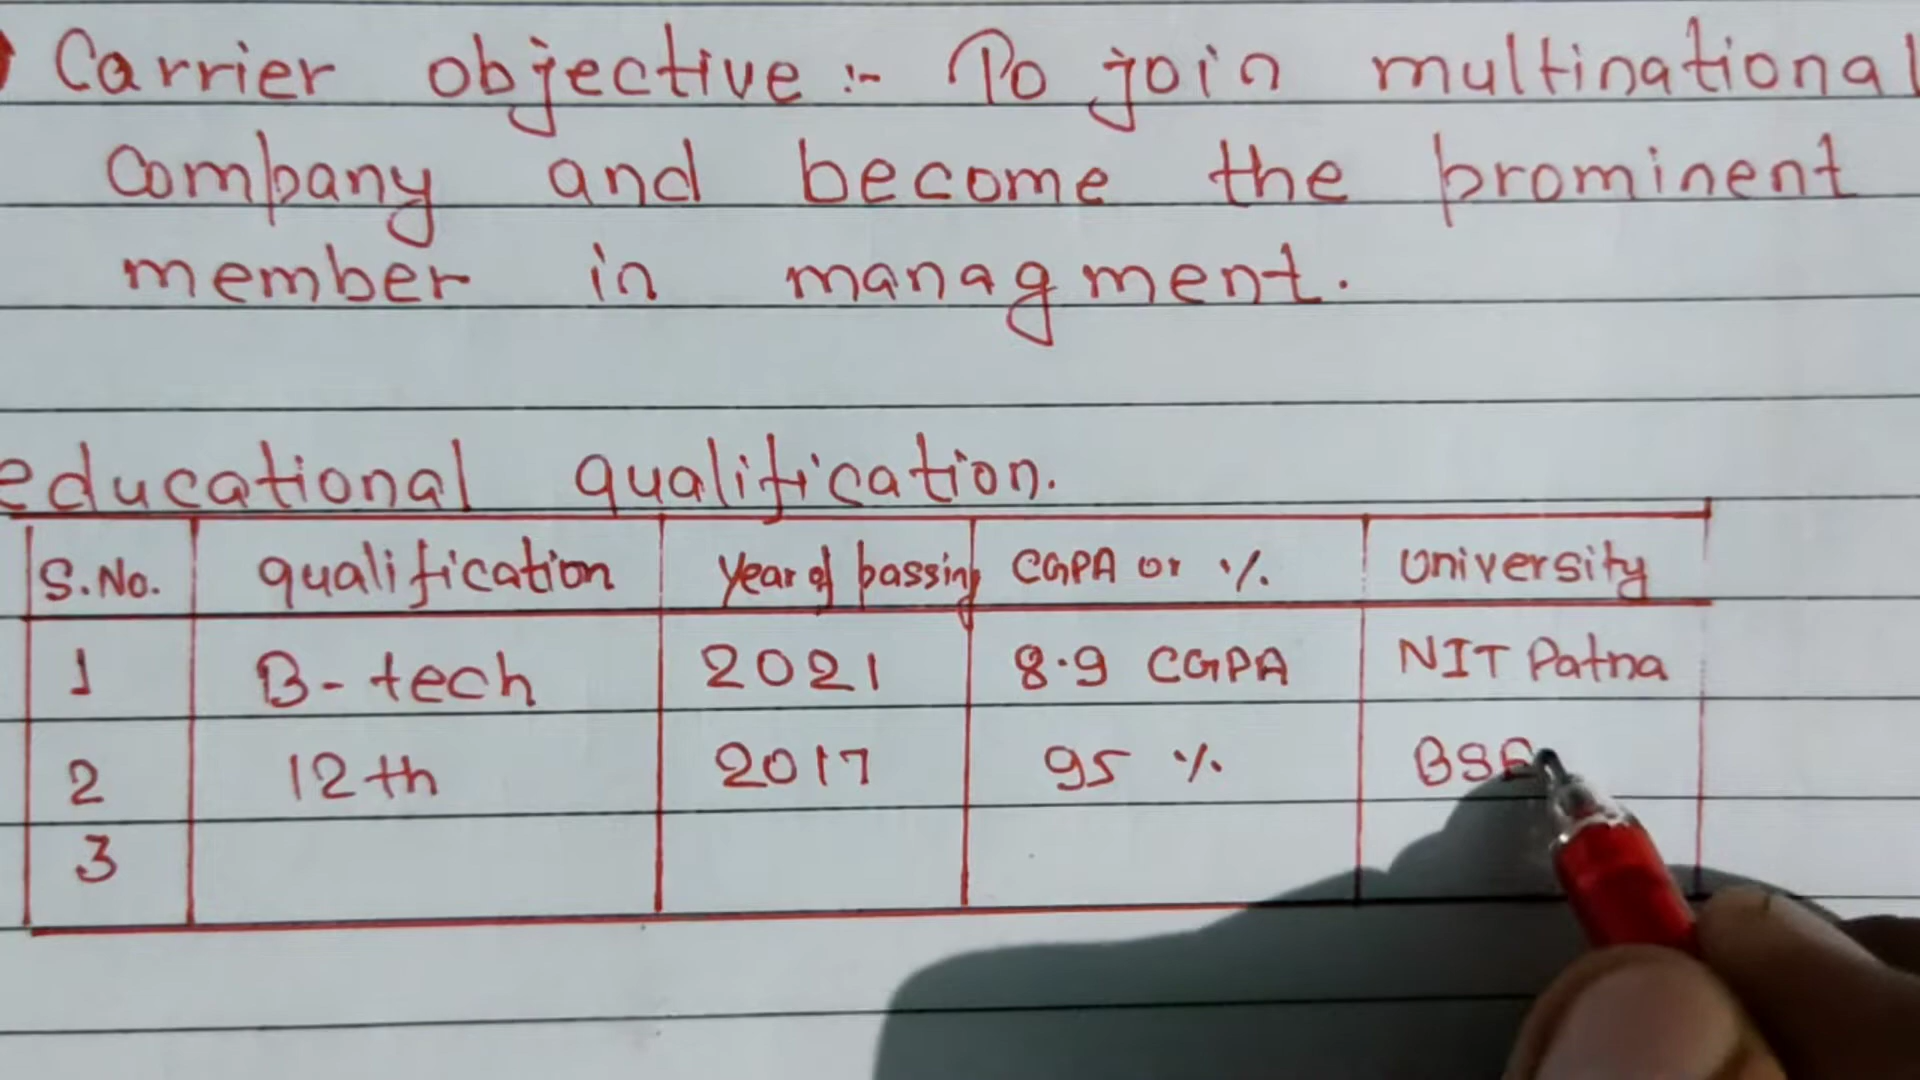 Carrier objective :- To join multinational
company and become the prominent
member in managment.
educational qualification.
S.No. qualification Year of passing CGPA or % University
1 B-tech 2021 8.9 CGPA NIT Patna
2 12th 2017 95 %
3